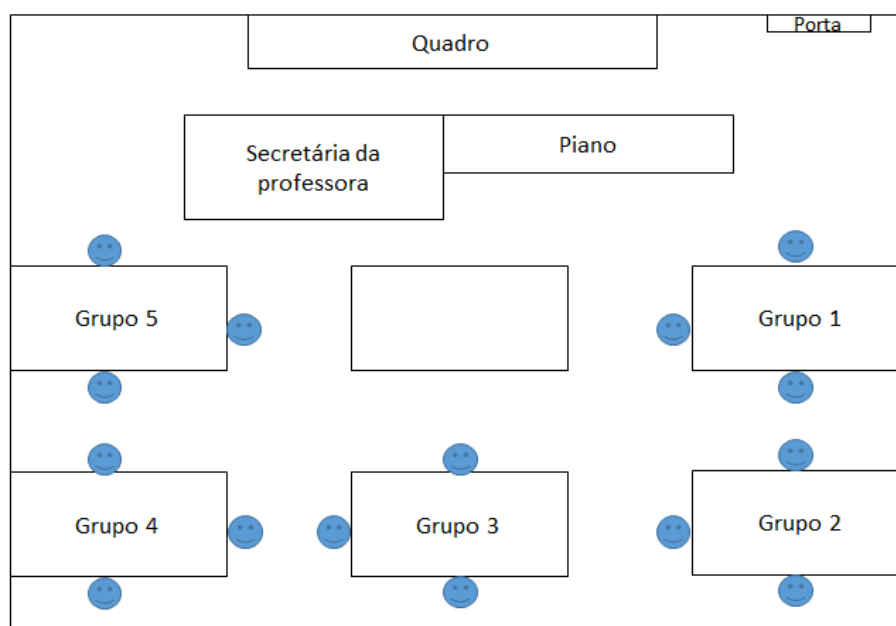 Quadro
Porta
Secretária da
professora
Piano
Grupo 5
Grupo 1
Grupo 4
Grupo 3
Grupo 2